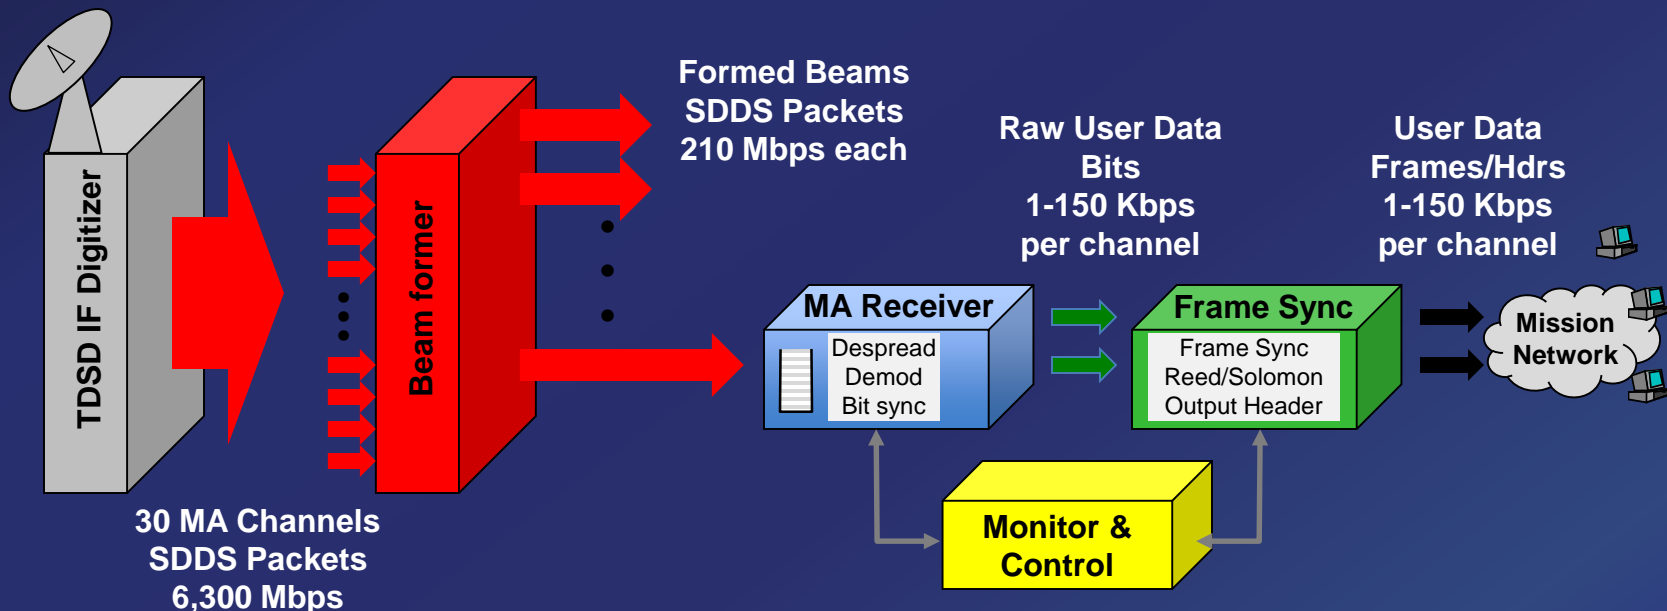 TDSD IF Digitizer
30 MA Channels
SDDS Packets
6,300 Mbps
Beam former
Formed Beams
SDDS Packets
210 Mbps each
MA Receiver
Despread
Demod
Bit sync
Raw User Data
Bits
1-150 Kbps
per channel
Frame Sync
Frame Sync
Reed/Solomon
Output Header
User Data
Frames/Hdrs
1-150 Kbps
per channel
Mission
Network
Monitor &
Control